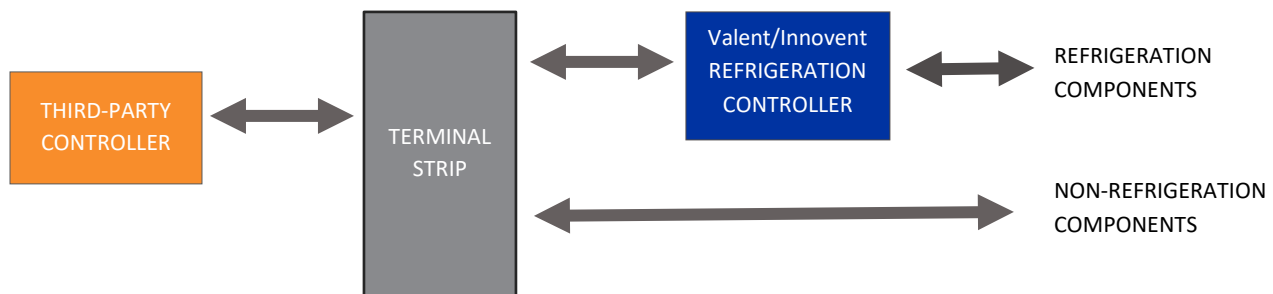 THIRD-PARTY
CONTROLLER
TERMINAL
STRIP
Valent/Innovent
REFRIGERATION
CONTROLLER
REFRIGERATION
COMPONENTS
NON-REFRIGERATION
COMPONENTS